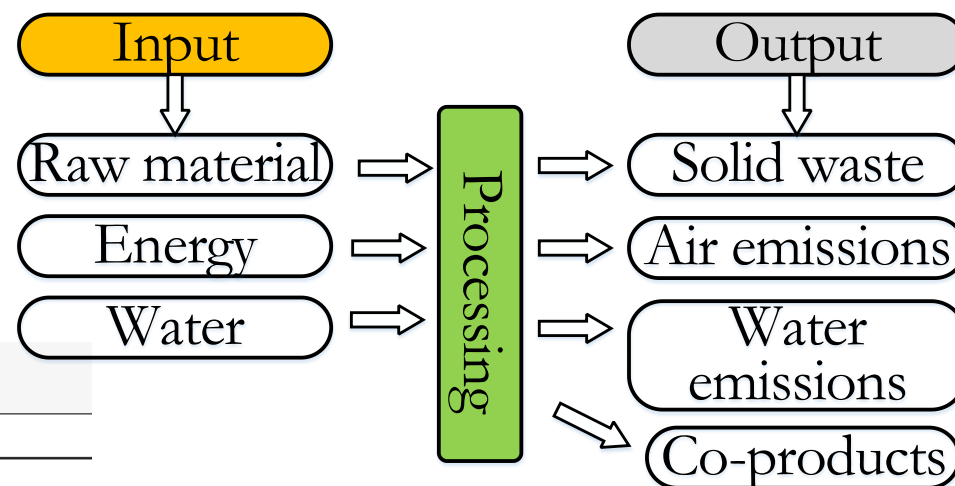 Input
Output
Raw material
Processing
Solid waste
Energy
Air emissions
Water
Water
emissions
Co-products